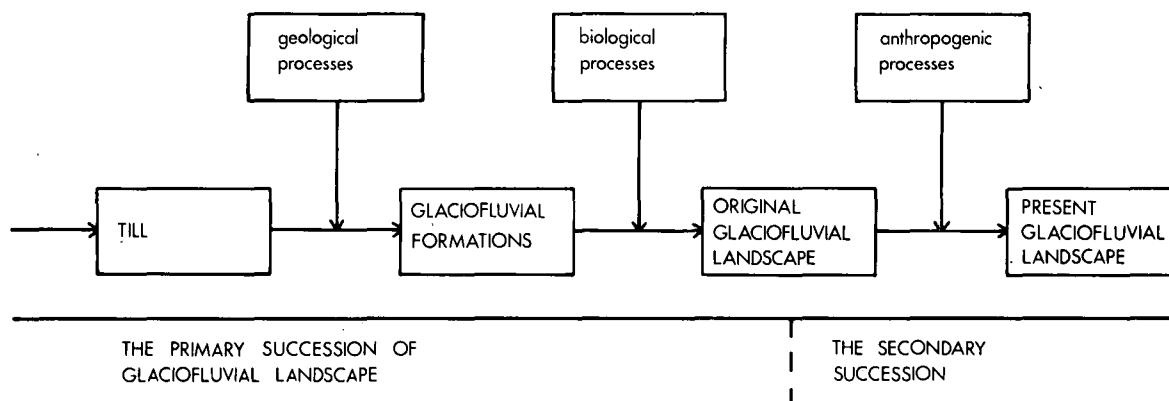 geological
processes
biological
processes
anthropogenic
processes
TILL
GLACIOFLUVIAL
FORMATIONS
ORIGINAL
GLACIOFLUVIAL
LANDSCAPE
PRESENT
GLACIOFLUVIAL
LANDSCAPE
THE PRIMARY SUCCESSION OF
GLACIOFLUVIAL LANDSCAPE
THE SECONDARY
SUCCESSION